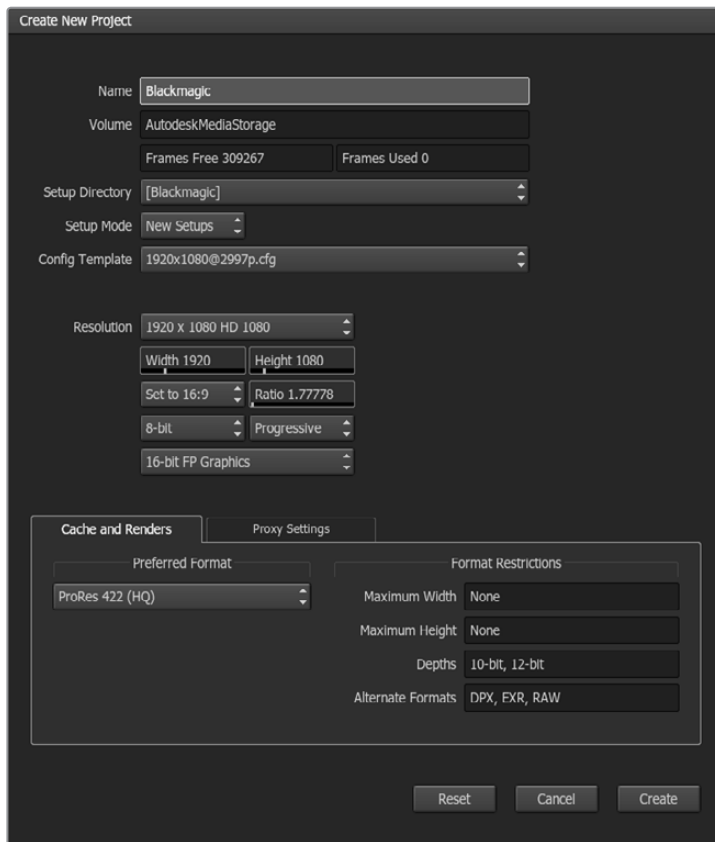 Create New Project
Name Blackmagic
Volume AutodeskMediaStorage
Frames Free 309267 Frames Used 0
Setup Directory [Blackmagic]
Setup Mode New Setups
Config Template 1920x1080@2997p.cfg
Resolution 1920 x 1080 HD 1080
Width 1920 Height 1080
Set to 16:9 Ratio 1.77778
8-bit Progressive
16-bit FP Graphics
Cache and Renders Proxy Settings
Preferred Format Format Restrictions
ProRes 422 (HQ) Maximum Width None
Maximum Height None
Depths 10-bit, 12-bit
Alternate Formats DPX, EXR, RAW
Reset Cancel Create